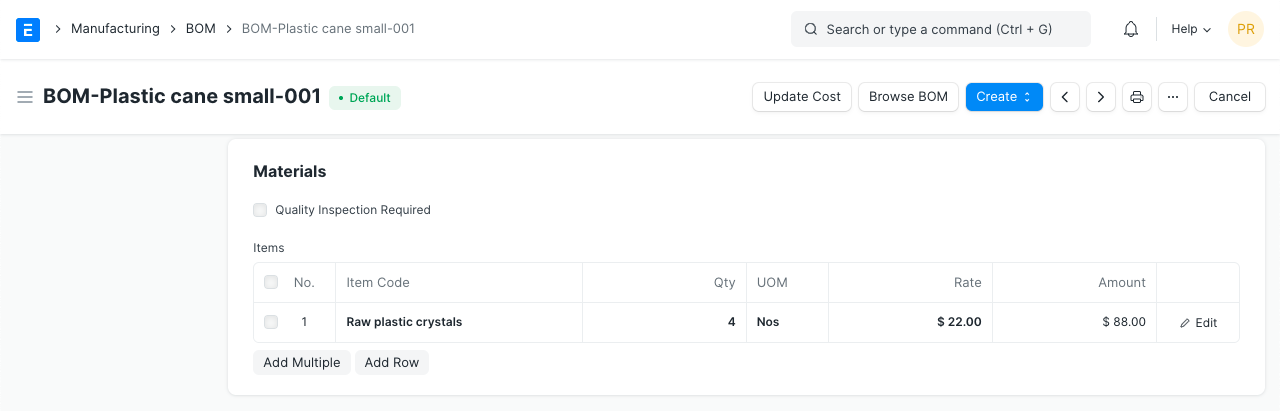 E Manufacturing BOM BOM-Plastic cane small-001 Search or type a command (Ctrl + G) Help PR
BOM-Plastic cane small-001 Default Update Cost Browse BOM Create ... Cancel
Materials
Quality Inspection Required
Items
No. Item Code Qty UOM Rate Amount
1 Raw plastic crystals 4 Nos $ 22.00 $ 88.00 Edit
Add Multiple Add Row